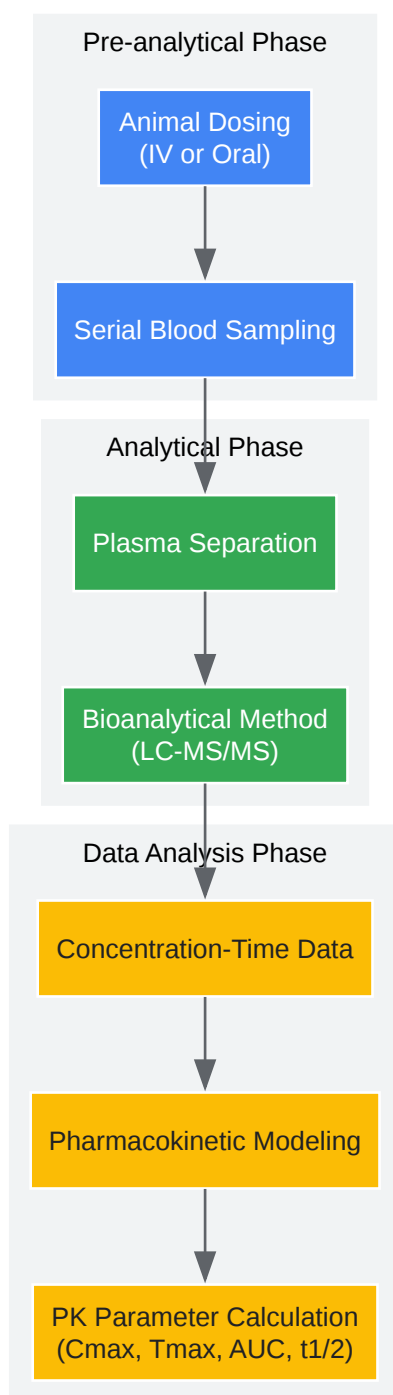 Pre-analytical Phase
Animal Dosing
(IV or Oral)
Serial Blood Sampling
Analytical Phase
Plasma Separation
Bioanalytical Method
(LC-MS/MS)
Data Analysis Phase
Concentration-Time Data
Pharmacokinetic Modeling
PK Parameter Calculation
(Cmax, Tmax, AUC, t1/2)